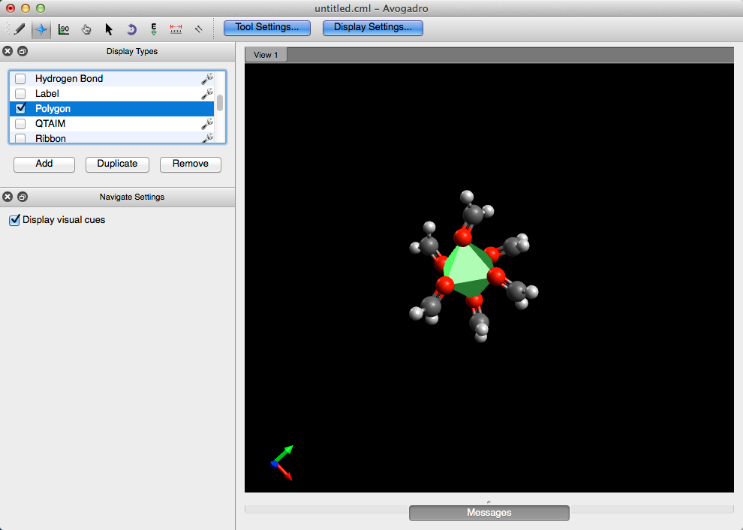 untitled.cml – Avogadro
90
E
Tool Settings...
Display Settings...
Display Types
View 1
Hydrogen Bond
Label
Polygon
QTAIM
Ribbon
Add
Duplicate
Remove
Navigate Settings
Display visual cues
Messages